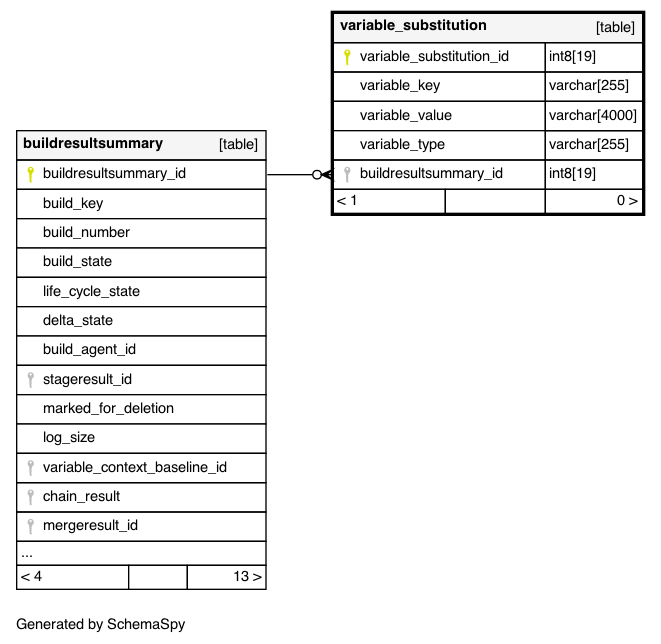 variable_substitution [table]
variable_substitution_id int8[19]
variable_key varchar[255]
variable_value varchar[4000]
variable_type varchar[255]
buildresultsummary_id int8[19]
< 1 0 >
buildresultsummary [table]
buildresultsummary_id
build_key
build_number
build_state
life_cycle_state
delta_state
build_agent_id
stageresult_id
marked_for_deletion
log_size
variable_context_baseline_id
chain_result
mergeresult_id
...
< 4 13 >
Generated by SchemaSpy